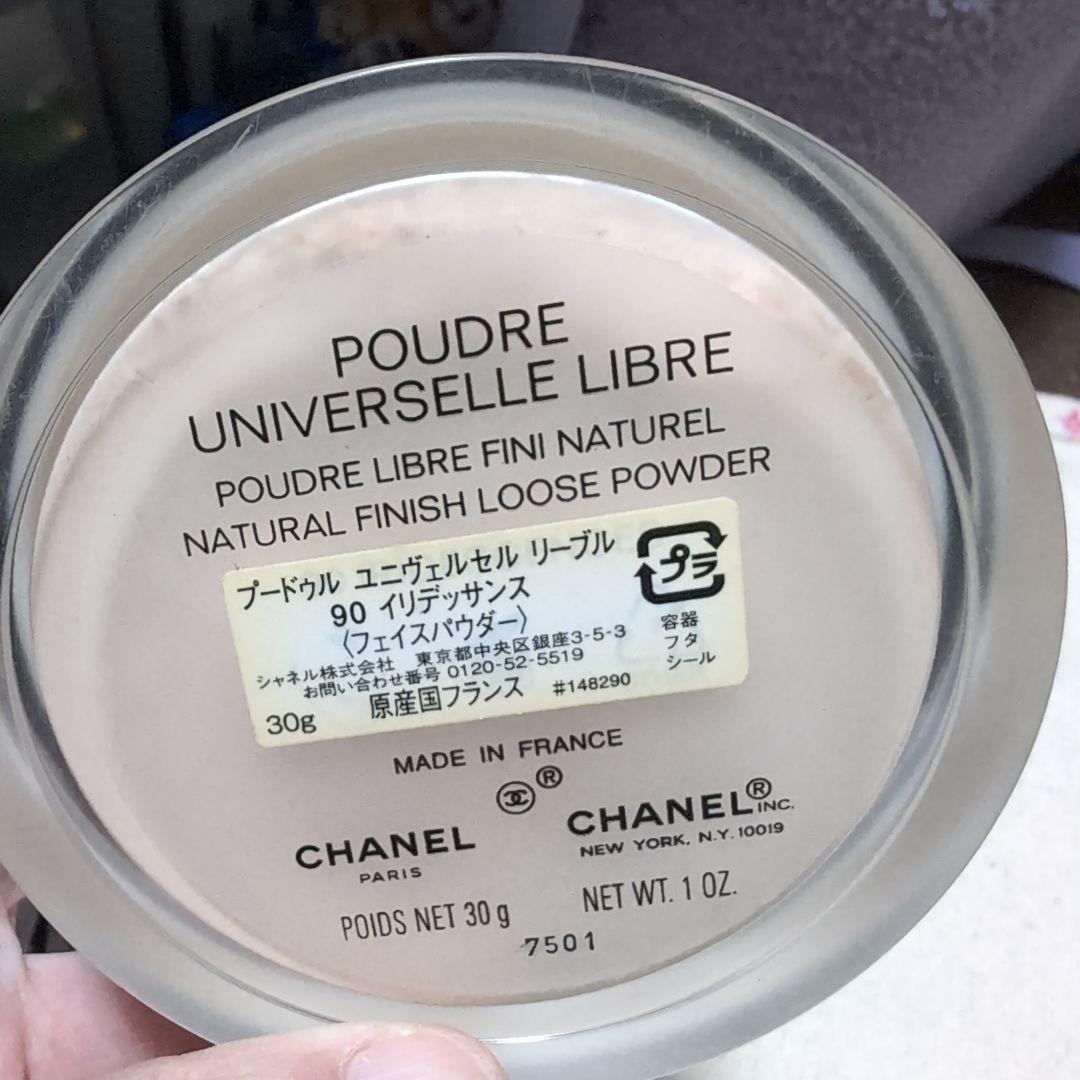 POUDRE
UNIVERSELLE LIBRE
POUDRE LIBRE FINI NATUREL
NATURAL FINISH LOOSE POWDER
プードゥル ユニヴェルセル リーブル
90 イリデッサンス
〈フェイスパウダー〉
シャネル株式会社 東京都中央区銀座3-5-3
お問い合わせ番号 0120-52-5519
30g 原産国フランス #148290
プラ
容器
フタ
シール
MADE IN FRANCE
®
CHANEL
PARIS
CHANEL® INC.
NEW YORK, N.Y. 10019
POIDS NET 30 g
NET WT. 1 OZ.
7501